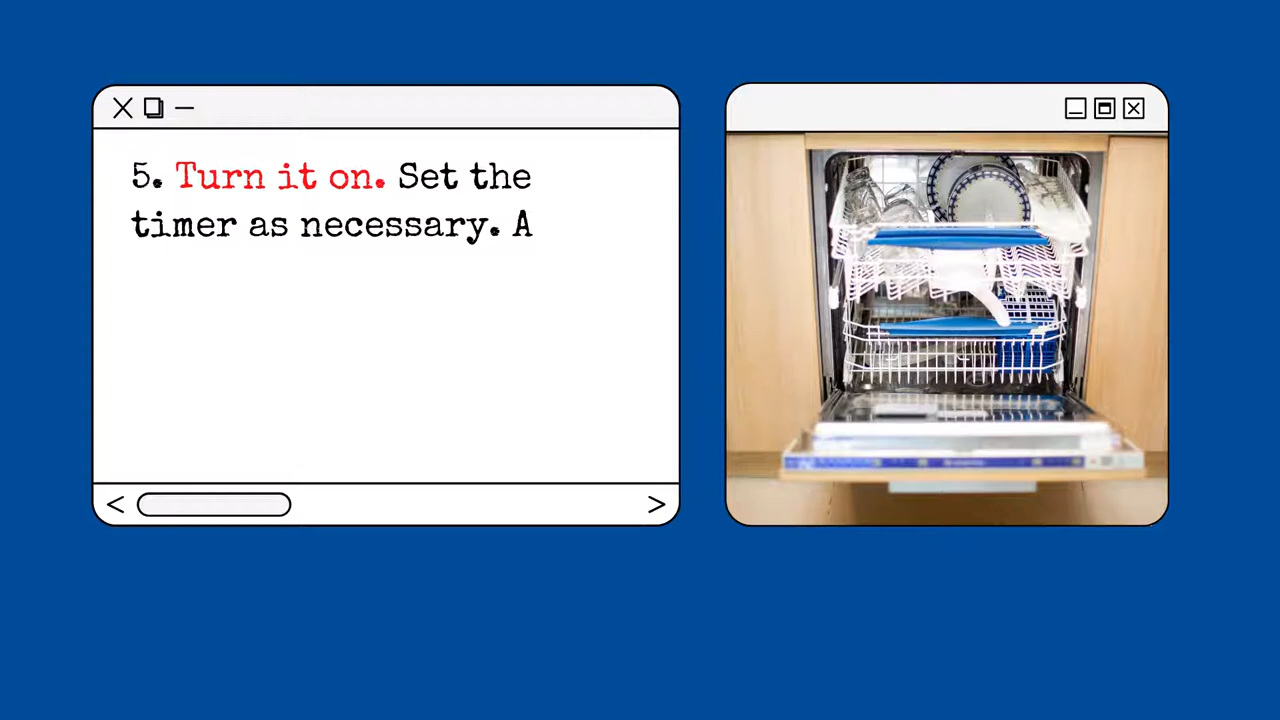 5. Turn it on. Set the
timer as necessary. A